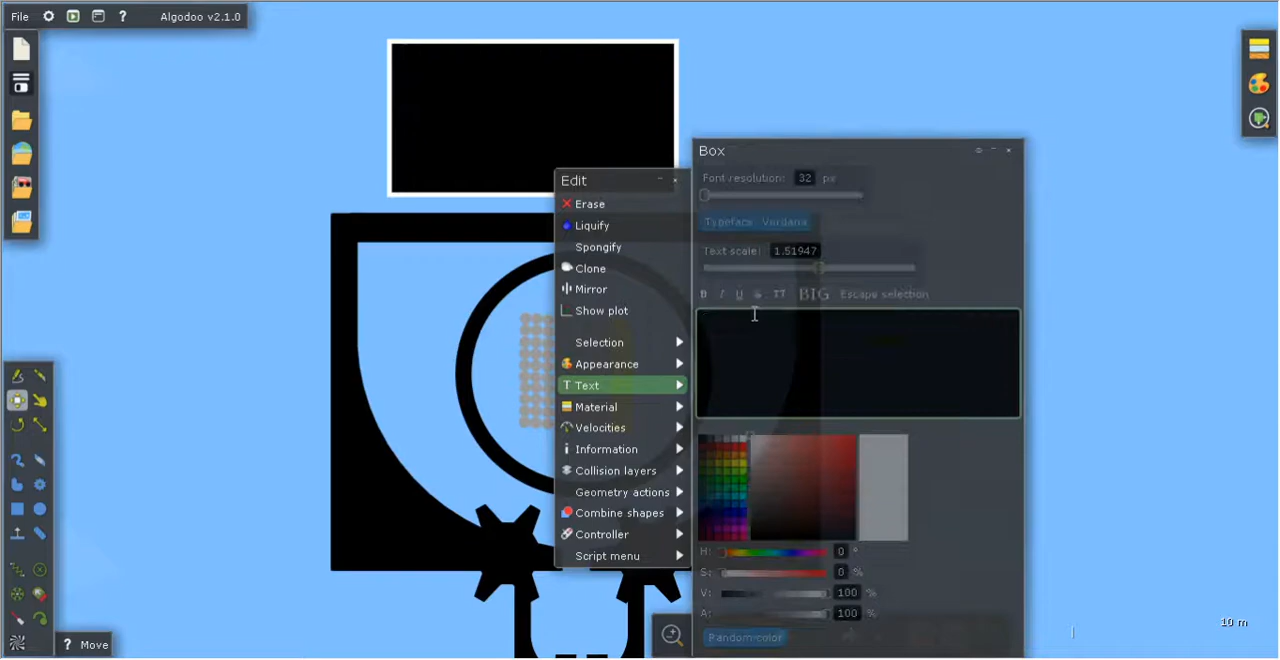 File ? Algodoo v2.1.0
Edit
Erase
Liquify
Spongify
Clone
Mirror
Show plot
Selection
Appearance
T Text
Material
Velocities
Information
Collision layers
Geometry actions
Combine shapes
Controller
Script menu
Box
Font resolution: 32 px
Typeface: Verdana
Text scale: 1.51947
B I U S TT BIG Escape selection
H: 0 °
S: 0 %
V: 100 %
A: 100 %
Random color
? Move
10 m